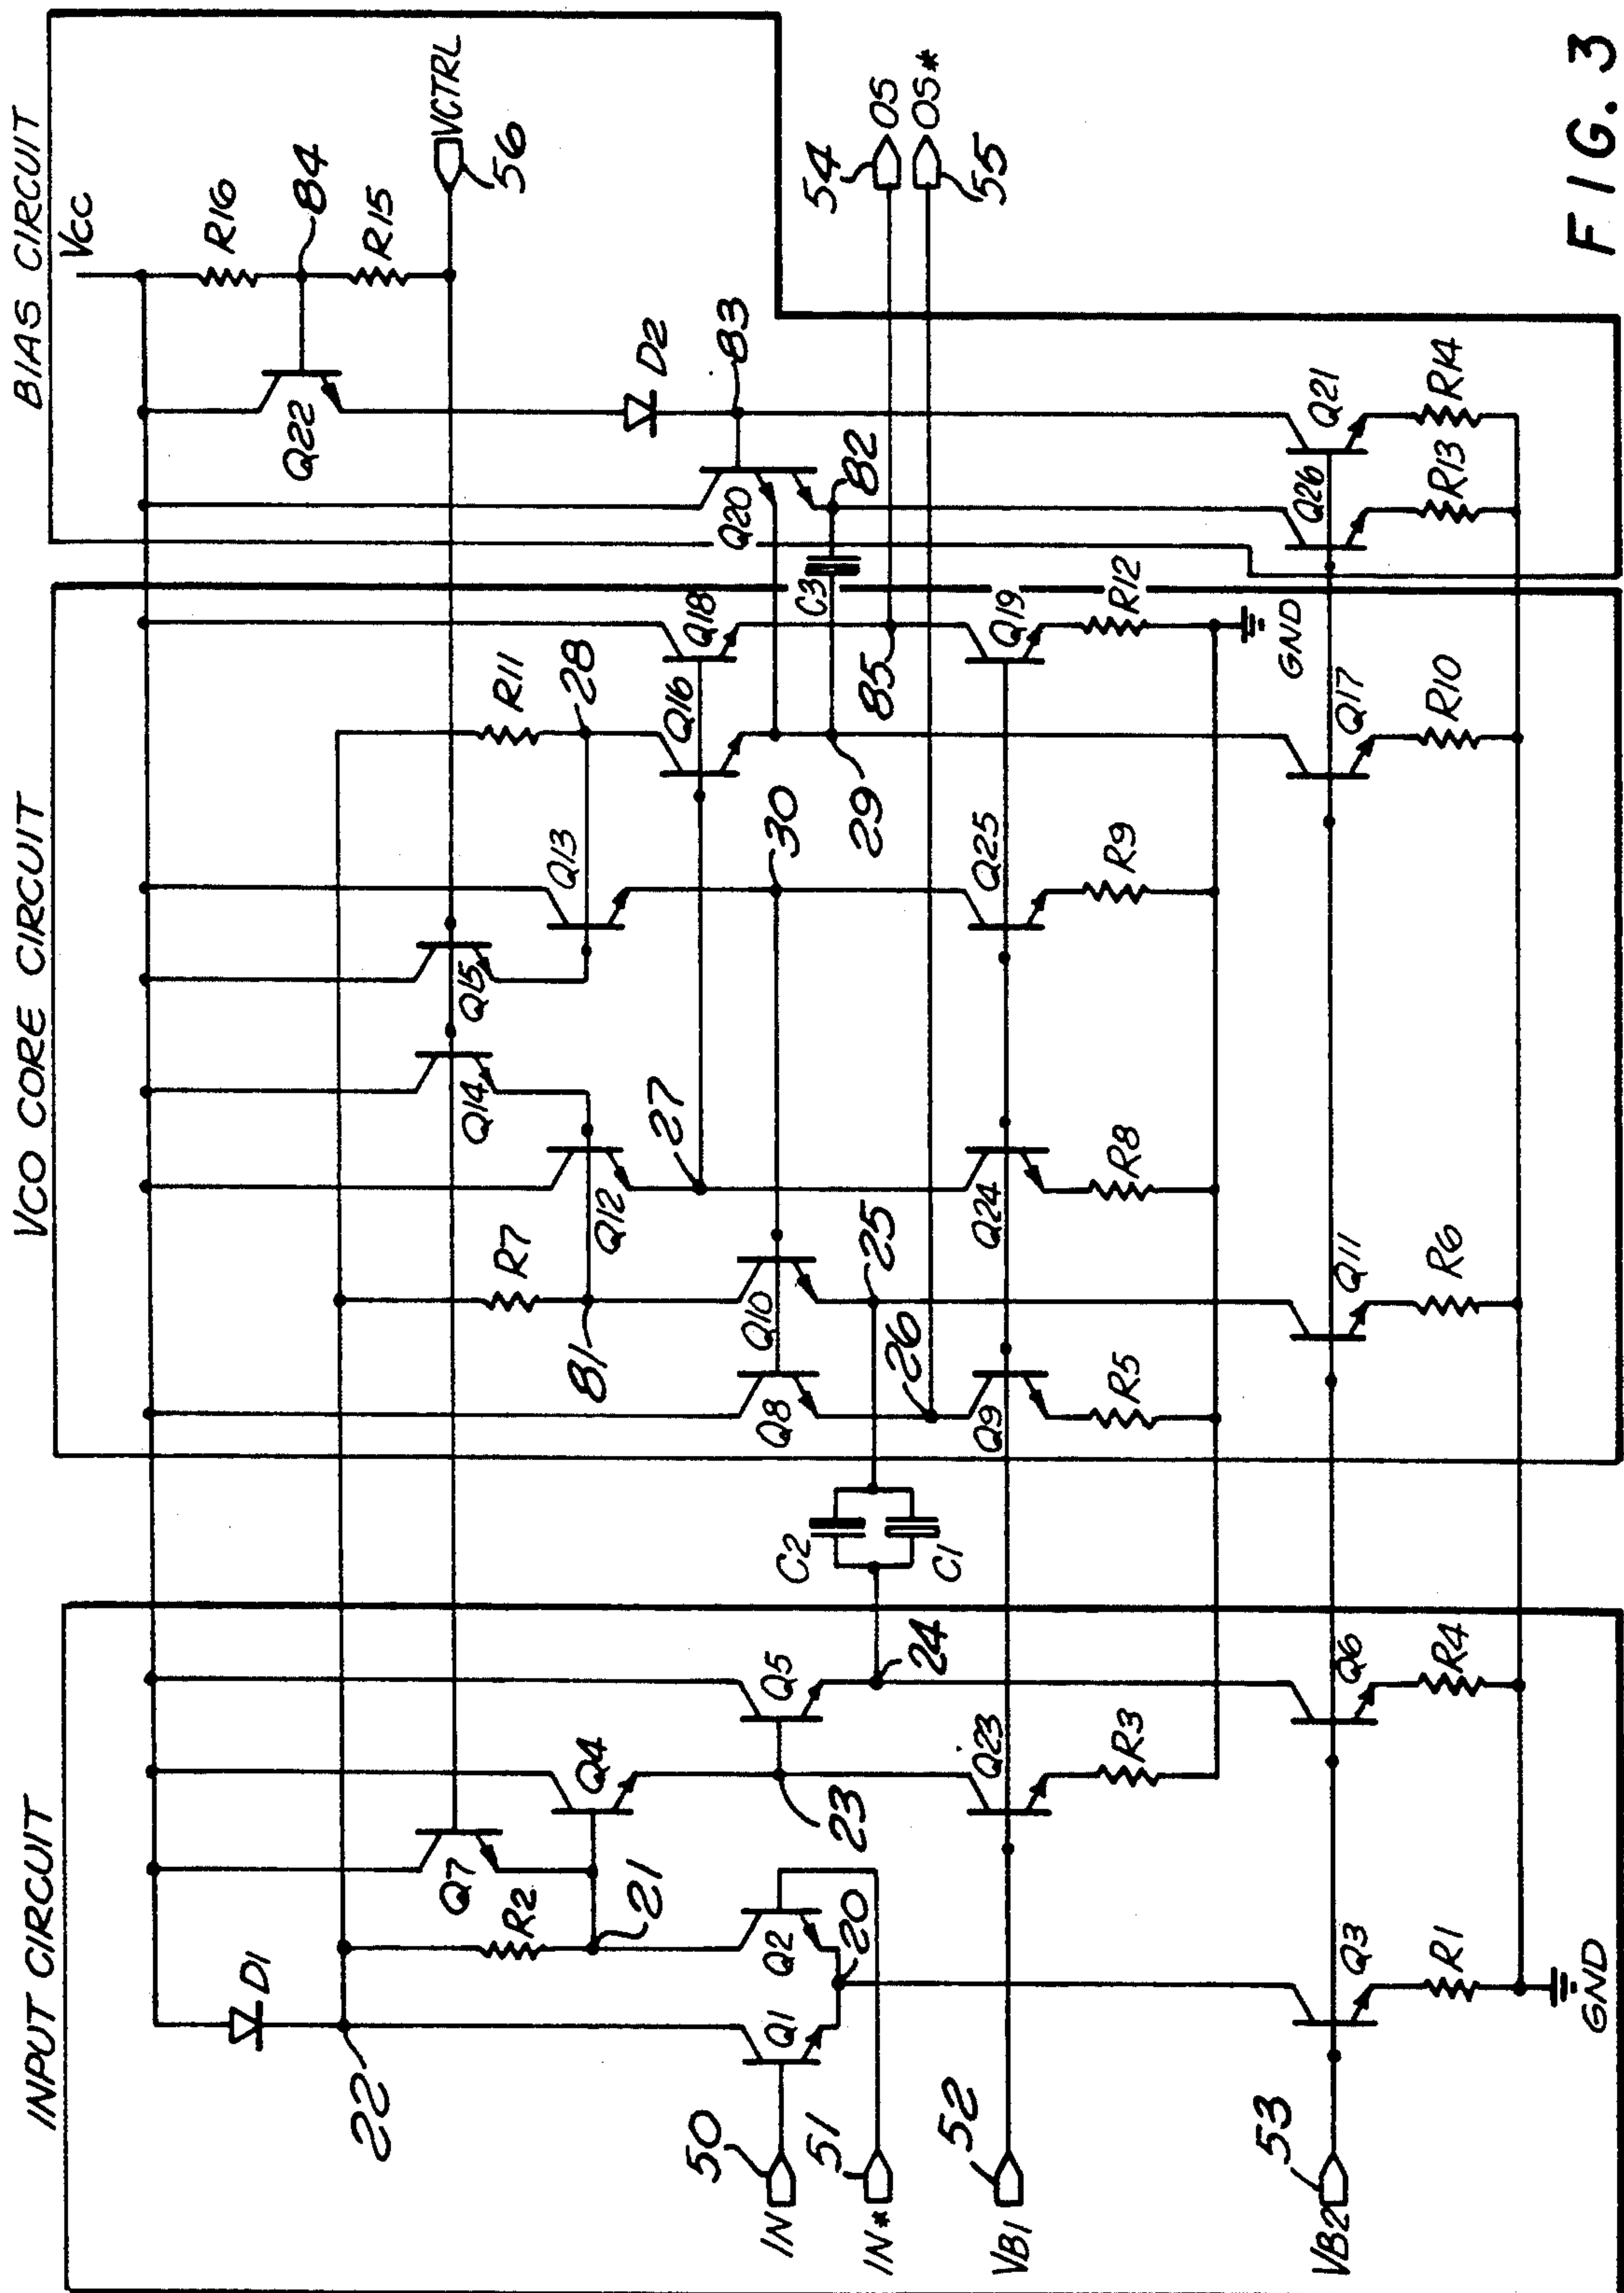 INPUT CIRCUIT
VCO CORE CIRCUIT
BIAS CIRCUIT
Vcc
D1
22
R16
84
R15
VCTRL
56
Q7
R2
21
Q4
Q14
Q15
R7
81
Q12
Q13
R11
28
Q22
D2
83
50
IN
Q1
Q2
20
Q5
23
24
51
IN*
C2
C1
Q8
Q10
25
26
27
30
Q16
Q18
29
85
C3
Q20
82
54
OS
OS*
55
52
VB1
Q23
R3
Q9
R5
Q24
R8
Q25
R9
Q19
R12
GND
53
VB2
Q3
R1
GND
Q6
R4
Q11
R6
Q17
R10
Q26
R13
Q21
R14
FIG. 3